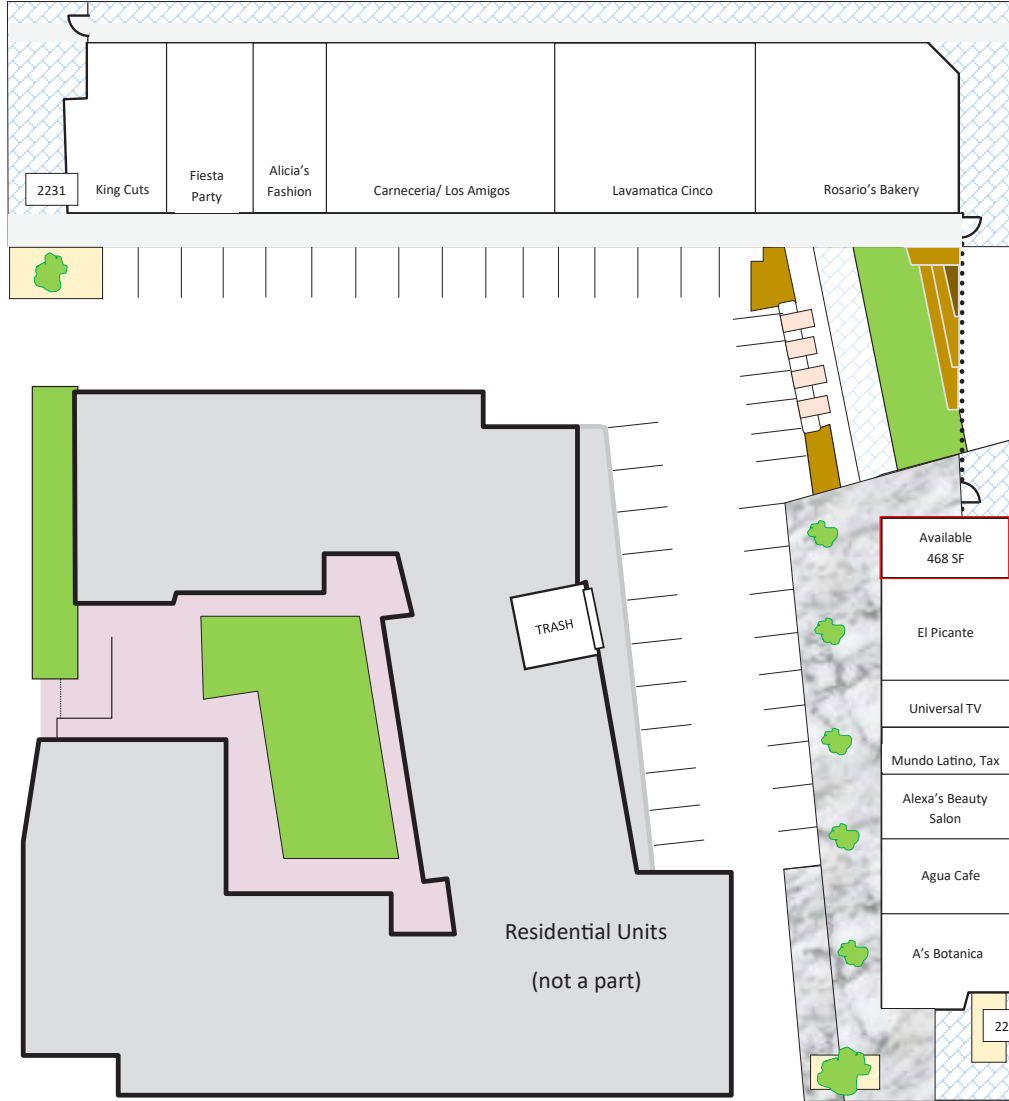 2231
King Cuts
Fiesta
Party
Alicia's
Fashion
Carneceria/ Los Amigos
Lavamatica Cinco
Rosario's Bakery
Available
468 SF
TRASH
El Picante
Universal TV
Mundo Latino, Tax
Alexa's Beauty
Salon
Agua Cafe
A's Botanica
Residential Units
(not a part)
22